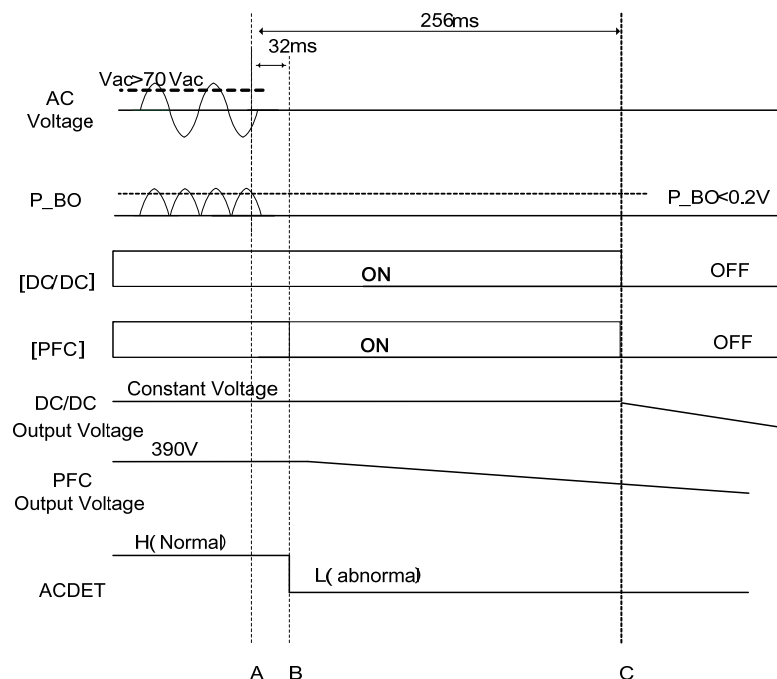 256ms
32ms
Vac>70 Vac
AC
Voltage
P_BO
P_BO<0.2V
[DC/DC]
ON
OFF
[PFC]
ON
OFF
DC/DC
Output Voltage
Constant Voltage
390V
PFC
Output Voltage
H( Normal)
ACDET
L( abnormal)
A
B
C